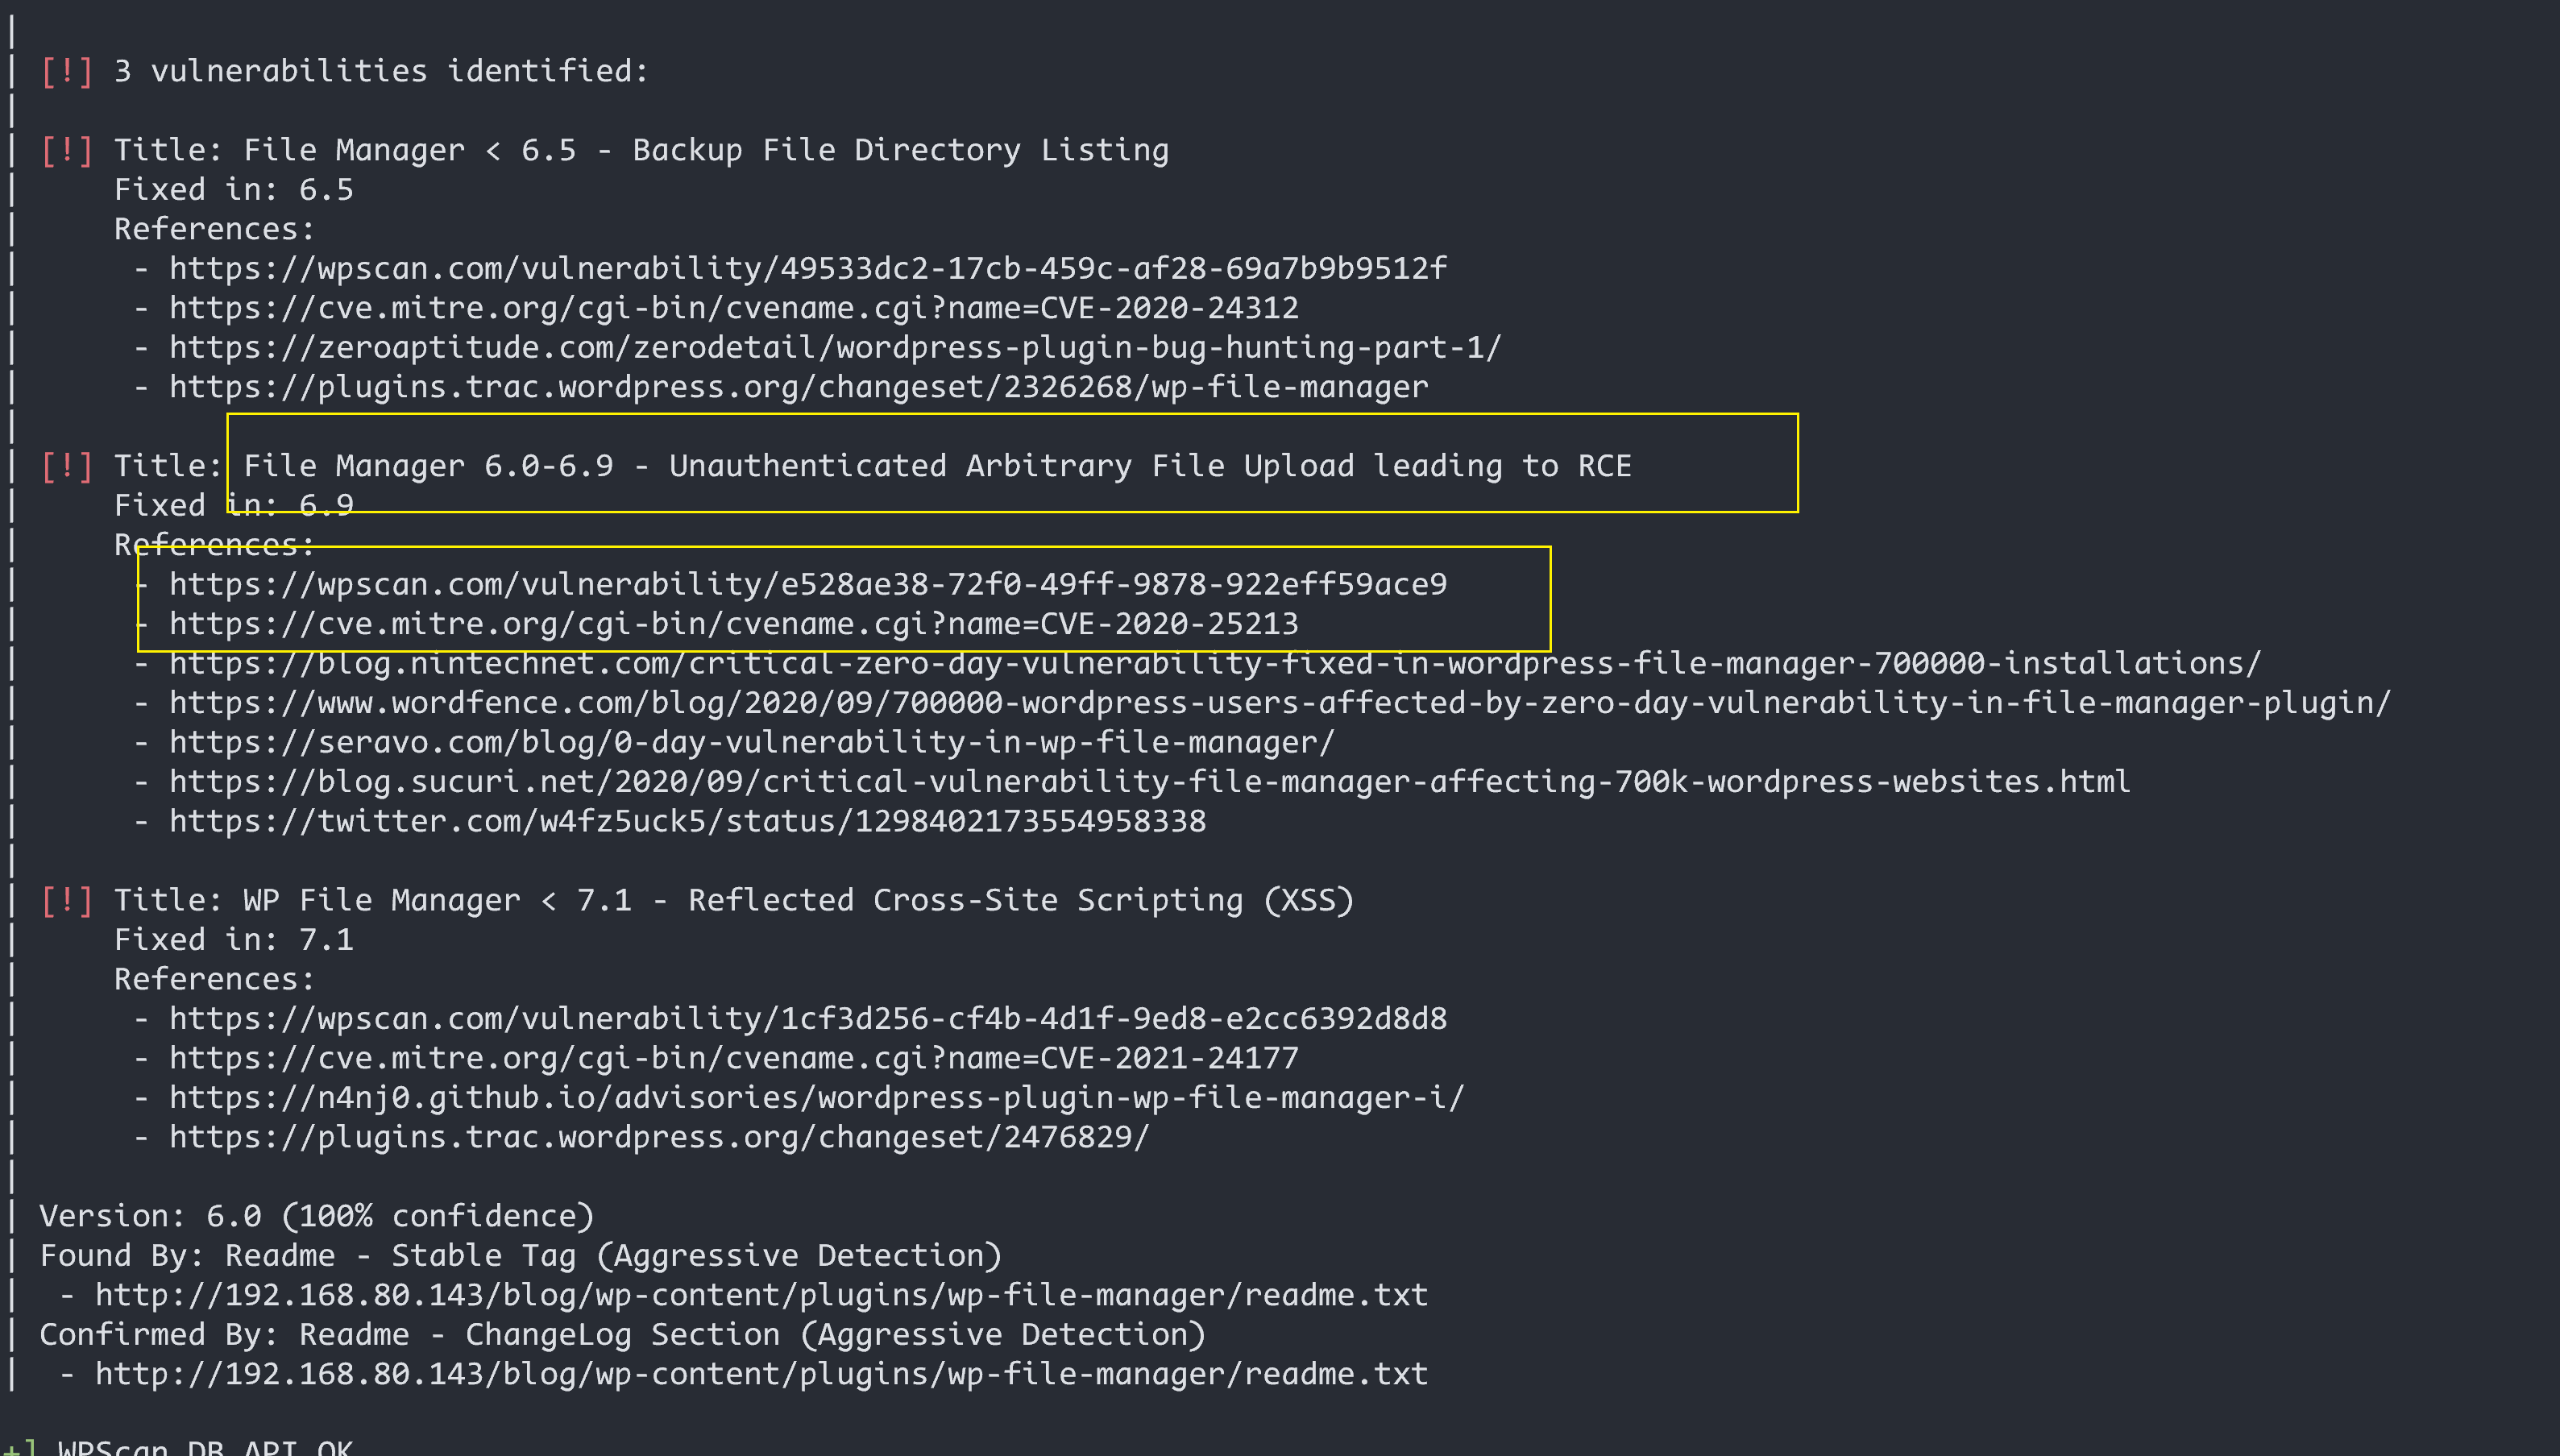 |
| [!] 3 vulnerabilities identified:
|
| [!] Title: File Manager < 6.5 - Backup File Directory Listing
|     Fixed in: 6.5
|     References:
|      - https://wpscan.com/vulnerability/49533dc2-17cb-459c-af28-69a7b9b9512f
|      - https://cve.mitre.org/cgi-bin/cvename.cgi?name=CVE-2020-24312
|      - https://zeroaptitude.com/zerodetail/wordpress-plugin-bug-hunting-part-1/
|      - https://plugins.trac.wordpress.org/changeset/2326268/wp-file-manager
|
| [!] Title: File Manager 6.0-6.9 - Unauthenticated Arbitrary File Upload leading to RCE
|     Fixed in: 6.9
|     References:
|      - https://wpscan.com/vulnerability/e528ae38-72f0-49ff-9878-922eff59ace9
|      - https://cve.mitre.org/cgi-bin/cvename.cgi?name=CVE-2020-25213
|      - https://blog.nintechnet.com/critical-zero-day-vulnerability-fixed-in-wordpress-file-manager-700000-installations/
|      - https://www.wordfence.com/blog/2020/09/700000-wordpress-users-affected-by-zero-day-vulnerability-in-file-manager-plugin/
|      - https://seravo.com/blog/0-day-vulnerability-in-wp-file-manager/
|      - https://blog.sucuri.net/2020/09/critical-vulnerability-file-manager-affecting-700k-wordpress-websites.html
|      - https://twitter.com/w4fz5uck5/status/1298402173554958338
|
| [!] Title: WP File Manager < 7.1 - Reflected Cross-Site Scripting (XSS)
|     Fixed in: 7.1
|     References:
|      - https://wpscan.com/vulnerability/1cf3d256-cf4b-4d1f-9ed8-e2cc6392d8d8
|      - https://cve.mitre.org/cgi-bin/cvename.cgi?name=CVE-2021-24177
|      - https://n4nj0.github.io/advisories/wordpress-plugin-wp-file-manager-i/
|      - https://plugins.trac.wordpress.org/changeset/2476829/
|
| Version: 6.0 (100% confidence)
| Found By: Readme - Stable Tag (Aggressive Detection)
|  - http://192.168.80.143/blog/wp-content/plugins/wp-file-manager/readme.txt
| Confirmed By: Readme - ChangeLog Section (Aggressive Detection)
|  - http://192.168.80.143/blog/wp-content/plugins/wp-file-manager/readme.txt
+] WPScan DB API OK